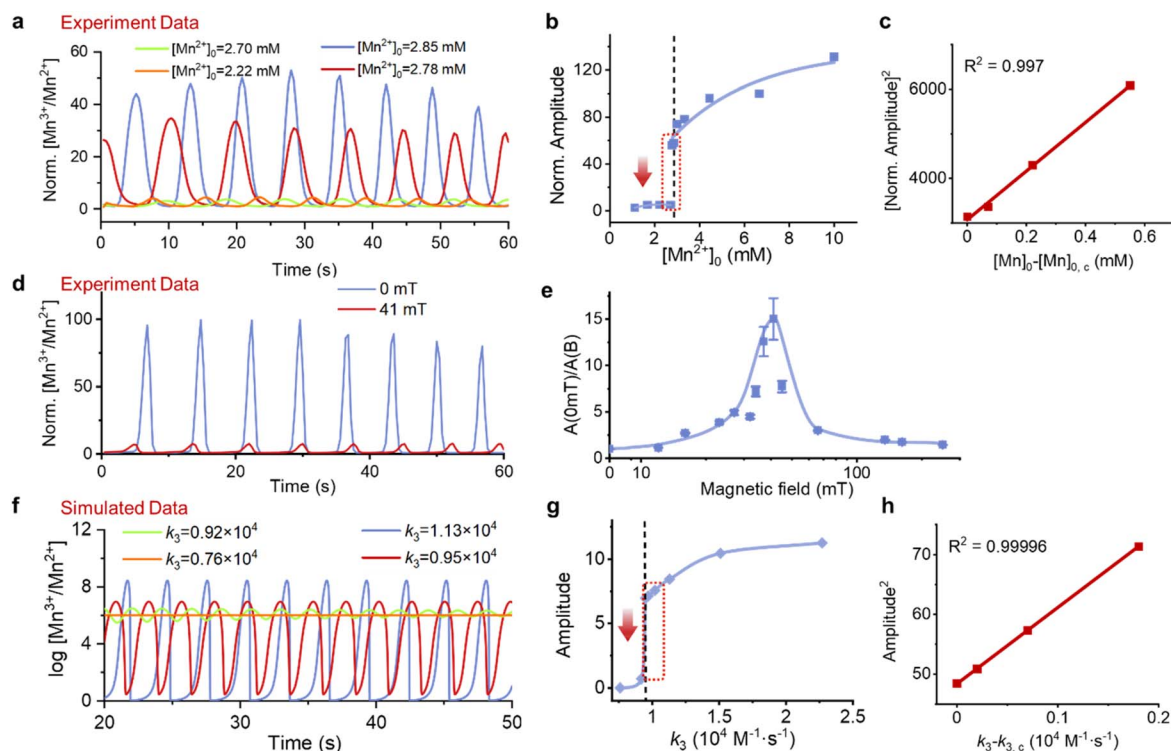 a Experiment Data
[Mn²⁺]₀=2.70 mM [Mn²⁺]₀=2.85 mM
[Mn²⁺]₀=2.22 mM [Mn²⁺]₀=2.78 mM
60
40
20
0
Norm. [Mn³⁺/Mn²⁺]
0 10 20 30 40 50 60
Time (s)
b
120
80
40
0
Norm. Amplitude
0 2 4 6 8 10
[Mn²⁺]₀ (mM)
c
R² = 0.997
6000
4000
[Norm. Amplitude]²
0.0 0.2 0.4 0.6
[Mn]₀-[Mn]₀, c (mM)
d Experiment Data
0 mT
41 mT
100
50
0
Norm. [Mn³⁺/Mn²⁺]
0 12 24 36 48 60
Time (s)
e
15
10
5
0
A(0mT)/A(B)
0 10 100
Magnetic field (mT)
f Simulated Data
k₃=0.92×10⁴ k₃=1.13×10⁴
k₃=0.76×10⁴ k₃=0.95×10⁴
12
8
4
0
log [Mn³⁺/Mn²⁺]
20 30 40 50
Time (s)
g
10
5
0
Amplitude
1 1.5 2 2.5
k₃ (10⁴ M⁻¹·s⁻¹)
h
R² = 0.99996
70
60
50
Amplitude²
0 0.1 0.2
k₃-k₃, c (10⁴ M⁻¹·s⁻¹)